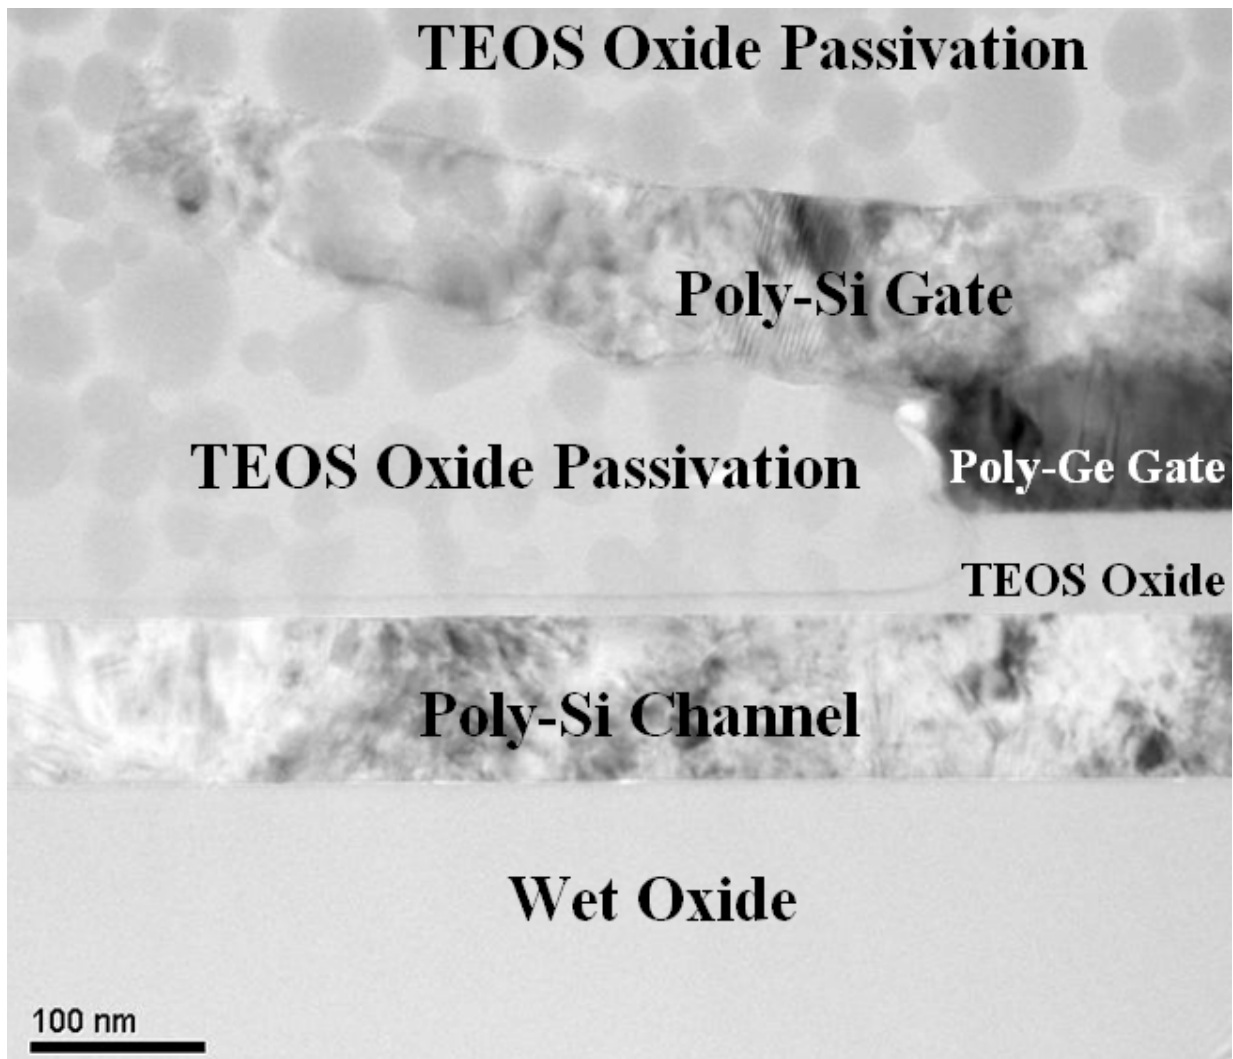 TEOS Oxide Passivation
Poly-Si Gate
TEOS Oxide Passivation
Poly-Ge Gate
TEOS Oxide
Poly-Si Channel
Wet Oxide
100 nm